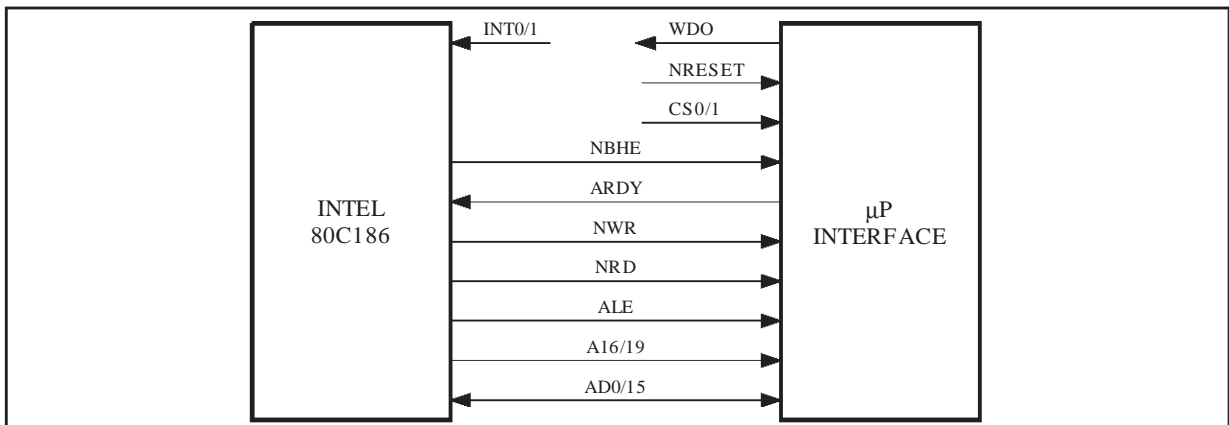 INT0/1
WDO
NRESET
CS0/1
NBHE
ARDY
INTEL
80C186
µP
INTERFACE
NWR
NRD
ALE
A16/19
AD0/15